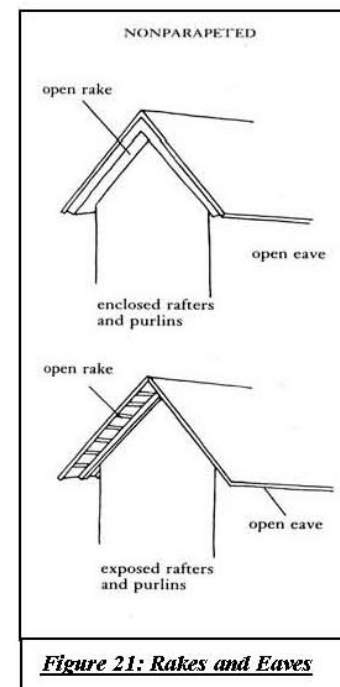 NONPARAPETED
open rake
open eave
enclosed rafters
and purlins
open rake
open eave
exposed rafters
and purlins
Figure 21: Rakes and Eaves